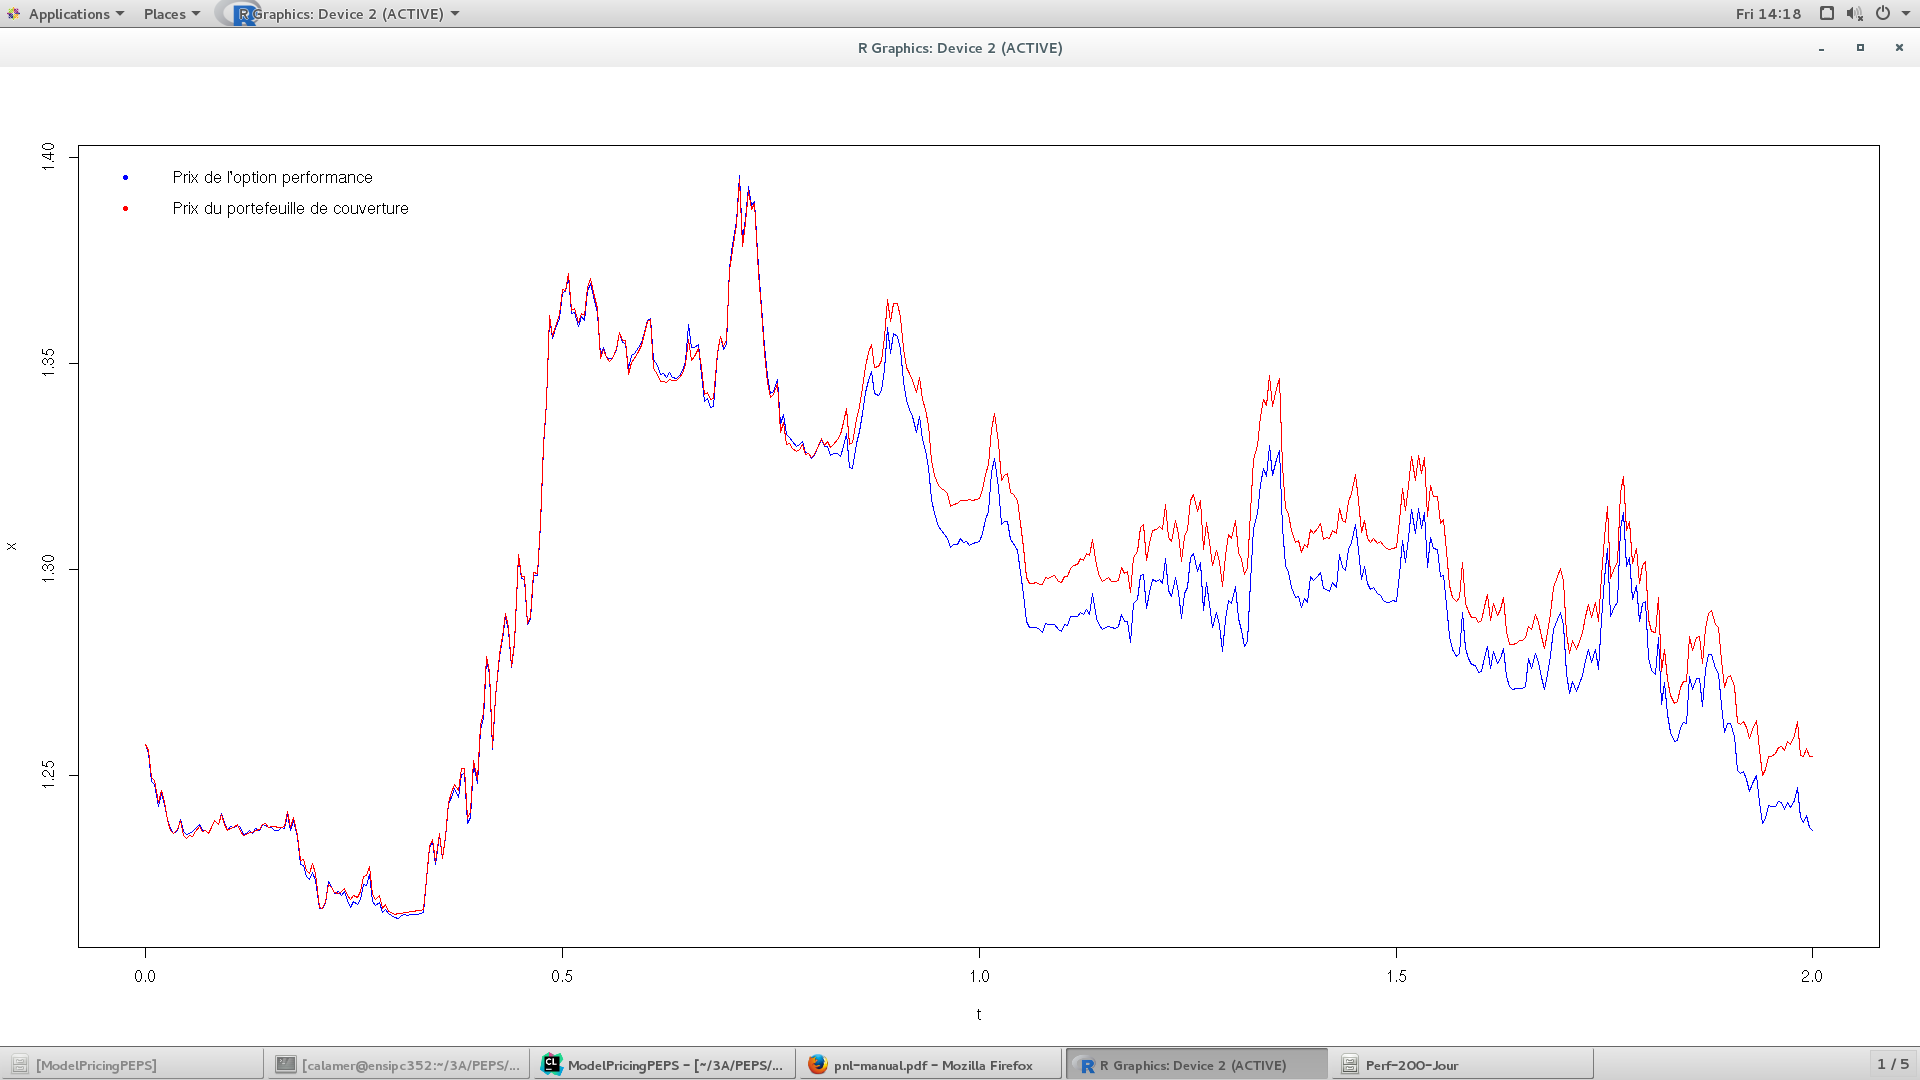 Applications Places R Graphics: Device 2 (ACTIVE) Fri 14:18
R Graphics: Device 2 (ACTIVE)
1.40
Prix de l'option performance
Prix du portefeuille de couverture
1.35
x
1.30
1.25
0.0 0.5 1.0 1.5 2.0
t
[ModelPricingPEPS] [calamer@ensipc352:~/3A/PEPS/... ModelPricingPEPS – [~/3A/PEPS/... pnl-manual.pdf – Mozilla Firefox R Graphics: Device 2 (ACTIVE) Perf-200-Jour 1 / 5